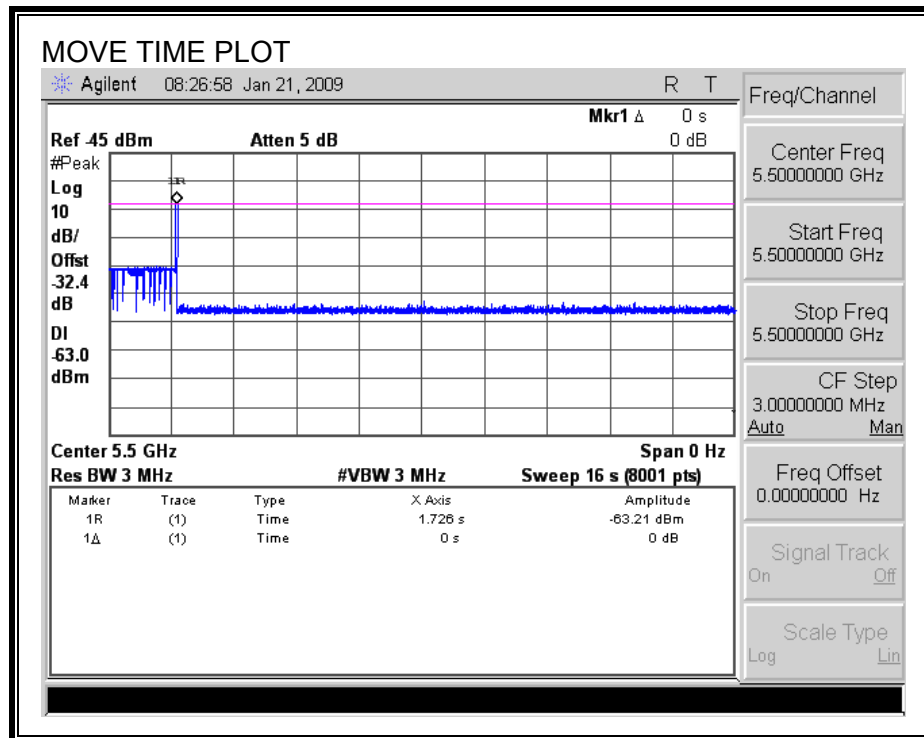 MOVE TIME PLOT
Agilent 08:26:58 Jan 21, 2009 R T
Mkr1 Δ 0 s
Ref -45 dBm Atten 5 dB 0 dB
#Peak
Log
10
dB/
Offst
-32.4
dB
DI
-63.0
dBm
1R
Center 5.5 GHz Span 0 Hz
Res BW 3 MHz #VBW 3 MHz Sweep 16 s (8001 pts)
Marker Trace Type X Axis Amplitude
1R (1) Time 1.726 s -63.21 dBm
1Δ (1) Time 0 s 0 dB
Freq/Channel
Center Freq
5.50000000 GHz
Start Freq
5.50000000 GHz
Stop Freq
5.50000000 GHz
CF Step
3.00000000 MHz
Auto Man
Freq Offset
0.00000000 Hz
Signal Track
On Off
Scale Type
Log Lin